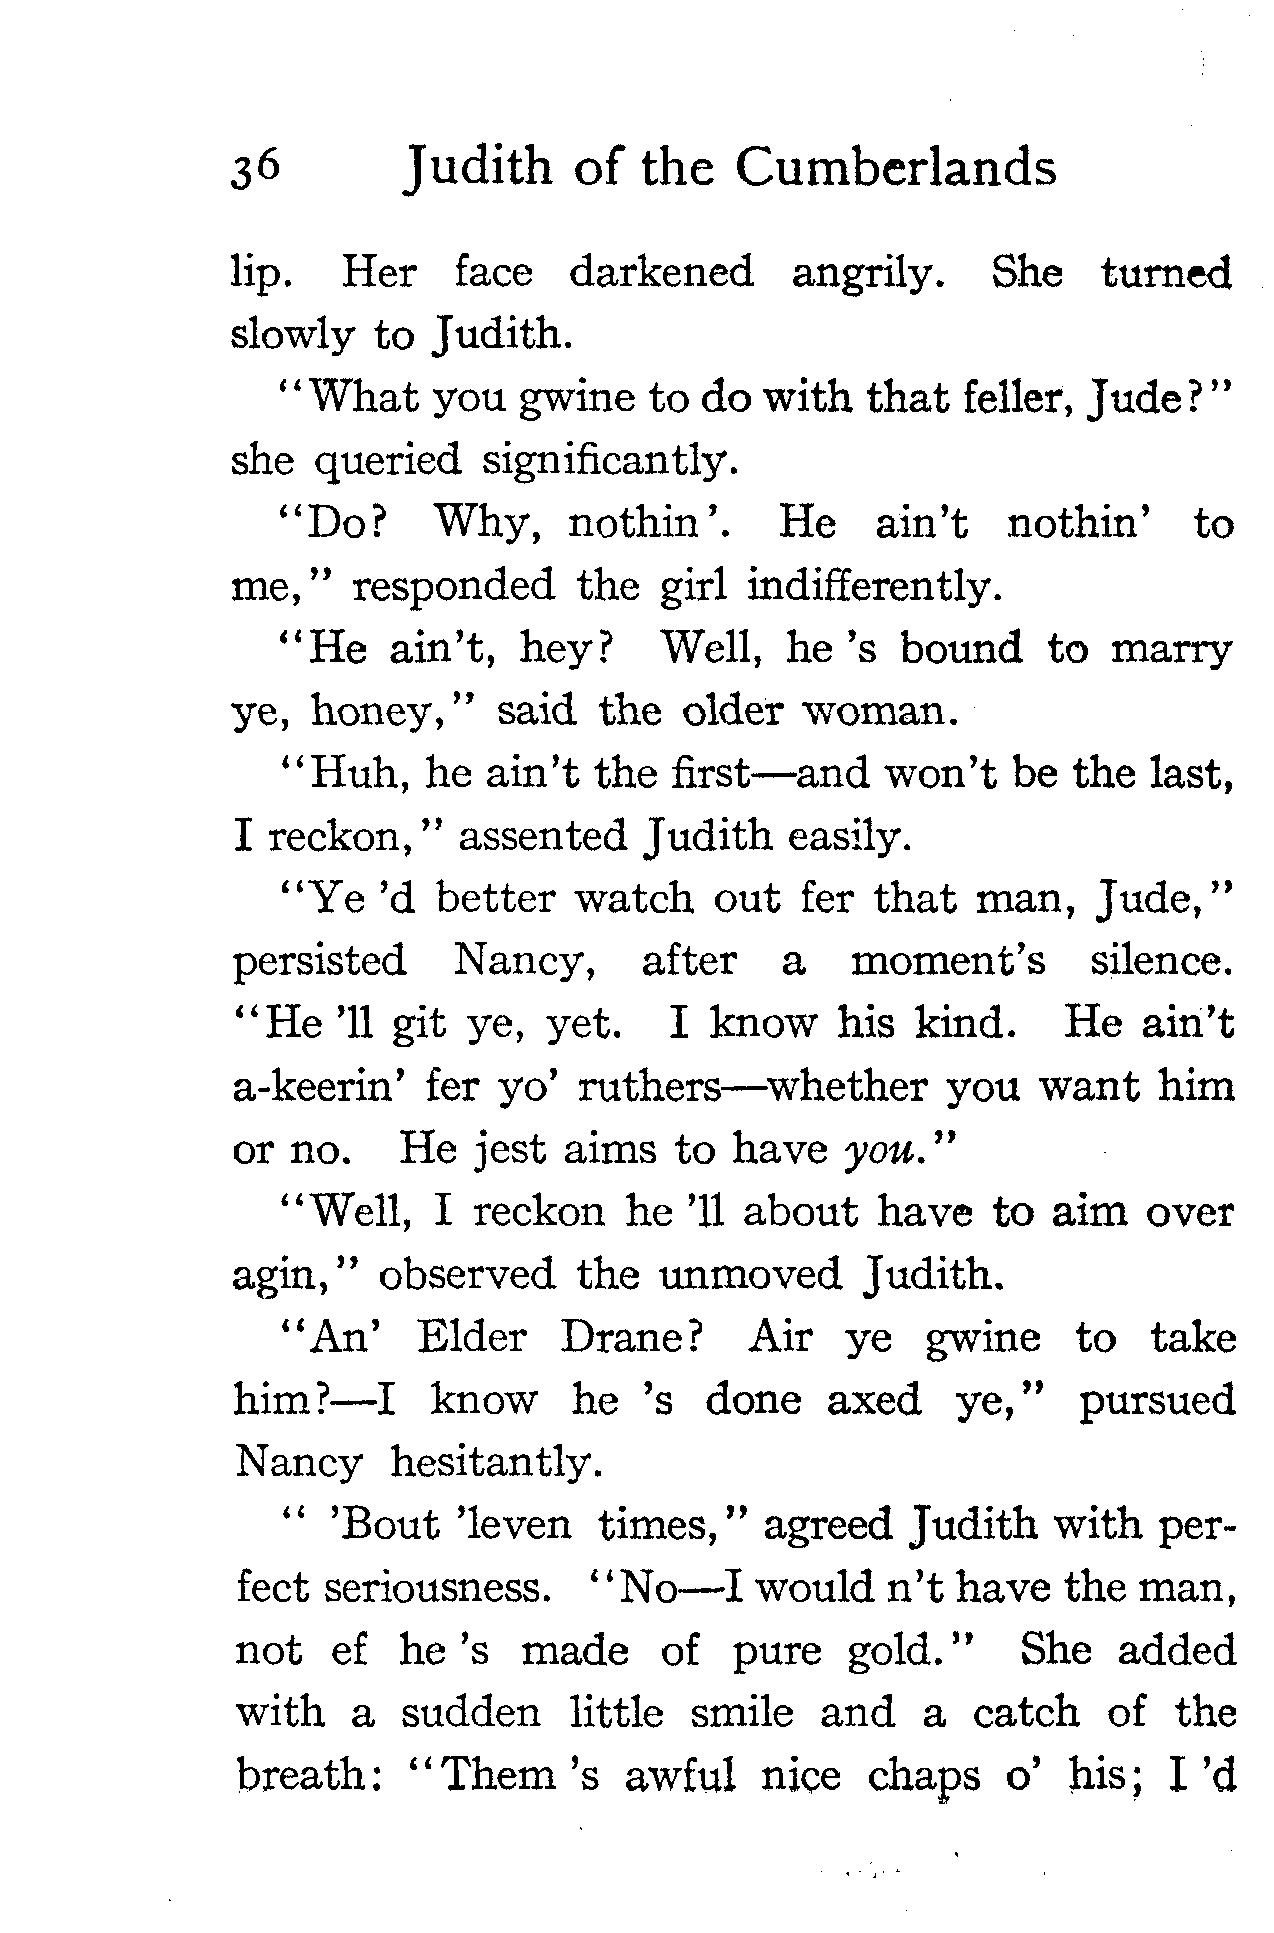 36 Judith of the Cumberlands
lip. Her face darkened angrily. She turned
slowly to Judith.
"What you gwine to do with that feller, Jude?"
she queried significantly.
"Do? Why, nothin'. He ain't nothin' to
me," responded the girl indifferently.
"He ain't, hey? Well, he 's bound to marry
ye, honey," said the older woman.
"Huh, he ain't the first—and won't be the last,
I reckon," assented Judith easily.
"Ye 'd better watch out fer that man, Jude,"
persisted Nancy, after a moment's silence.
"He 'll git ye, yet. I know his kind. He ain't
a-keerin' fer yo' ruthers—whether you want him
or no. He jest aims to have you."
"Well, I reckon he 'll about have to aim over
agin," observed the unmoved Judith.
"An' Elder Drane? Air ye gwine to take
him?—I know he 's done axed ye," pursued
Nancy hesitantly.
" 'Bout 'leven times," agreed Judith with per-
fect seriousness. "No—I would n't have the man,
not ef he 's made of pure gold." She added
with a sudden little smile and a catch of the
breath: "Them 's awful nice chaps o' his; I 'd